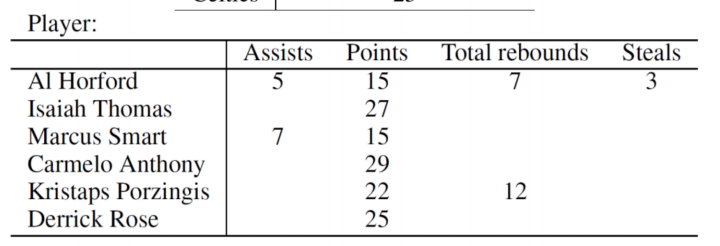 Player:
Assists Points Total rebounds Steals
Al Horford 5 15 7 3
Isaiah Thomas 27
Marcus Smart 7 15
Carmelo Anthony 29
Kristaps Porzingis 22 12
Derrick Rose 25